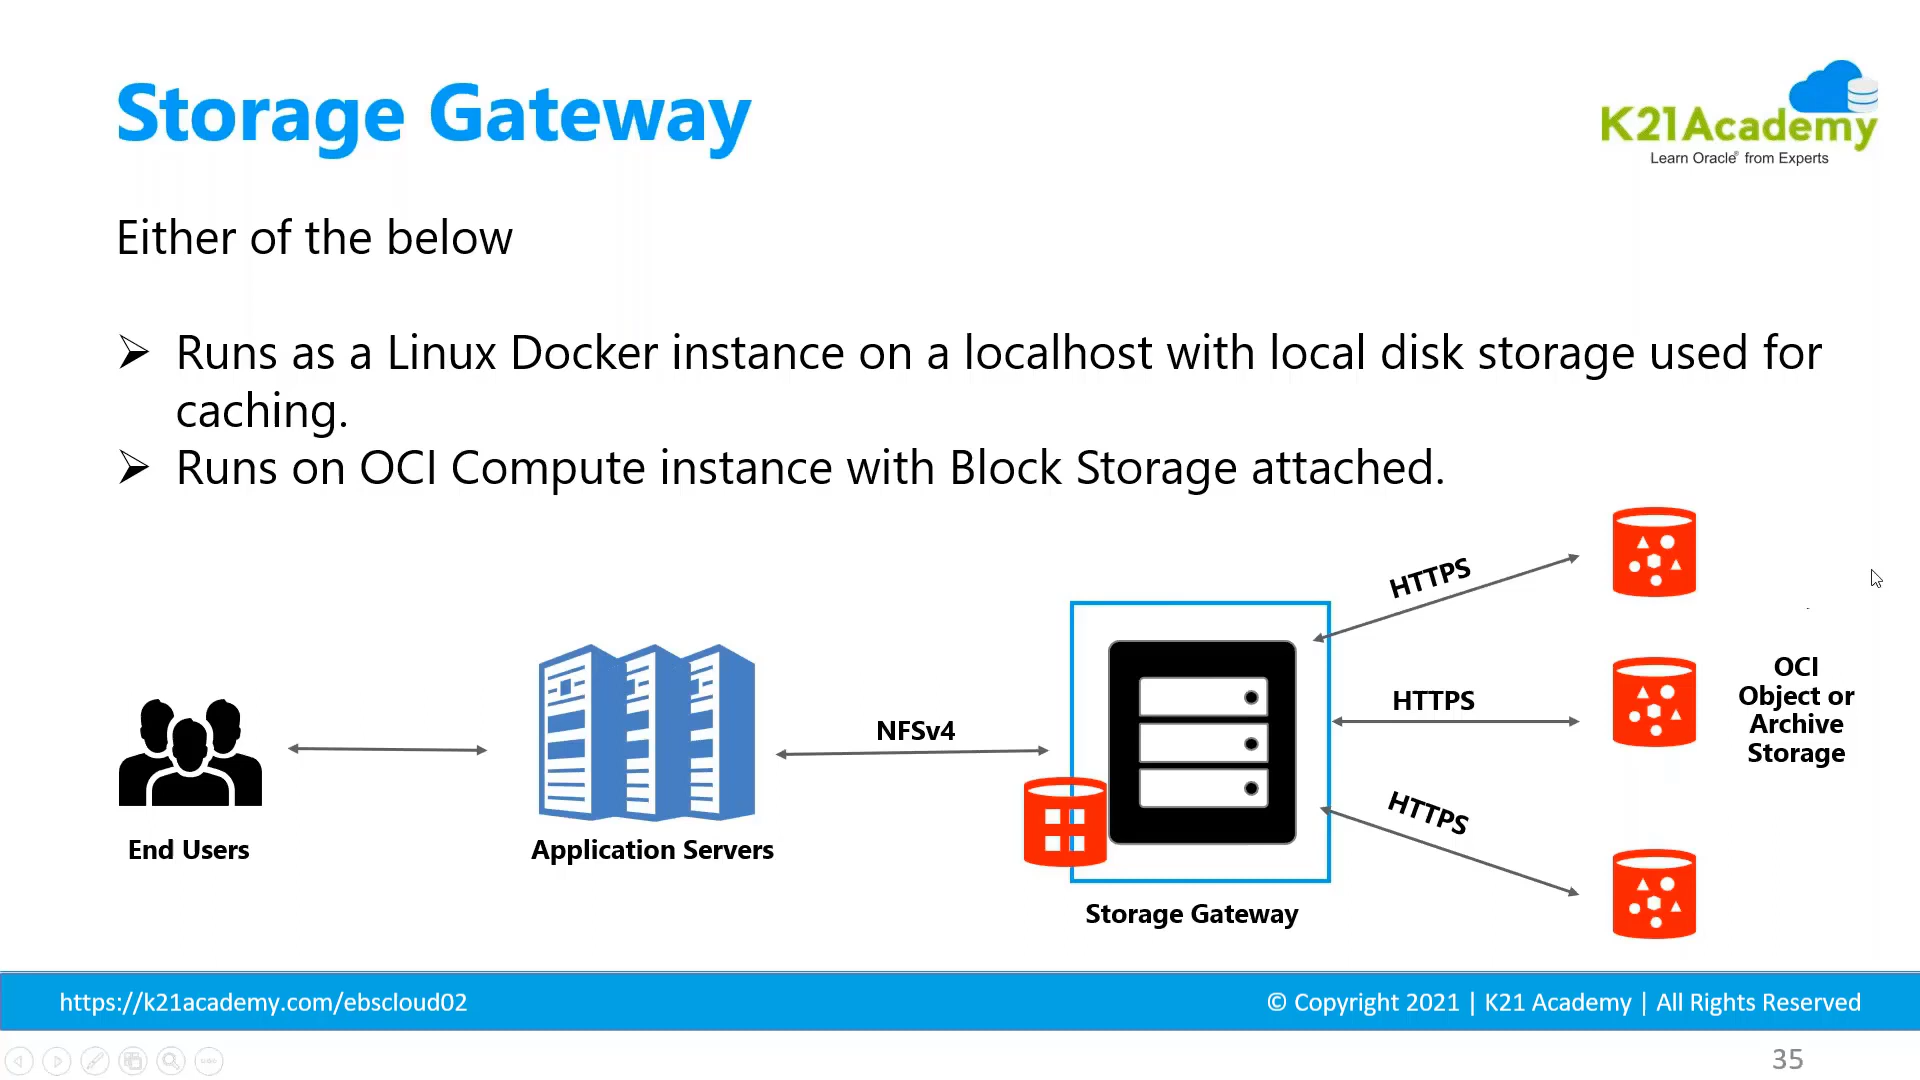 Storage Gateway
K21Academy
Learn Oracle® from Experts
Either of the below
➢ Runs as a Linux Docker instance on a localhost with local disk storage used for
caching.
➢ Runs on OCI Compute instance with Block Storage attached.
HTTPS
HTTPS
HTTPS
NFSv4
OCI
Object or
Archive
Storage
End Users
Application Servers
Storage Gateway
https://k21academy.com/ebscloud02
© Copyright 2021 | K21 Academy | All Rights Reserved
35